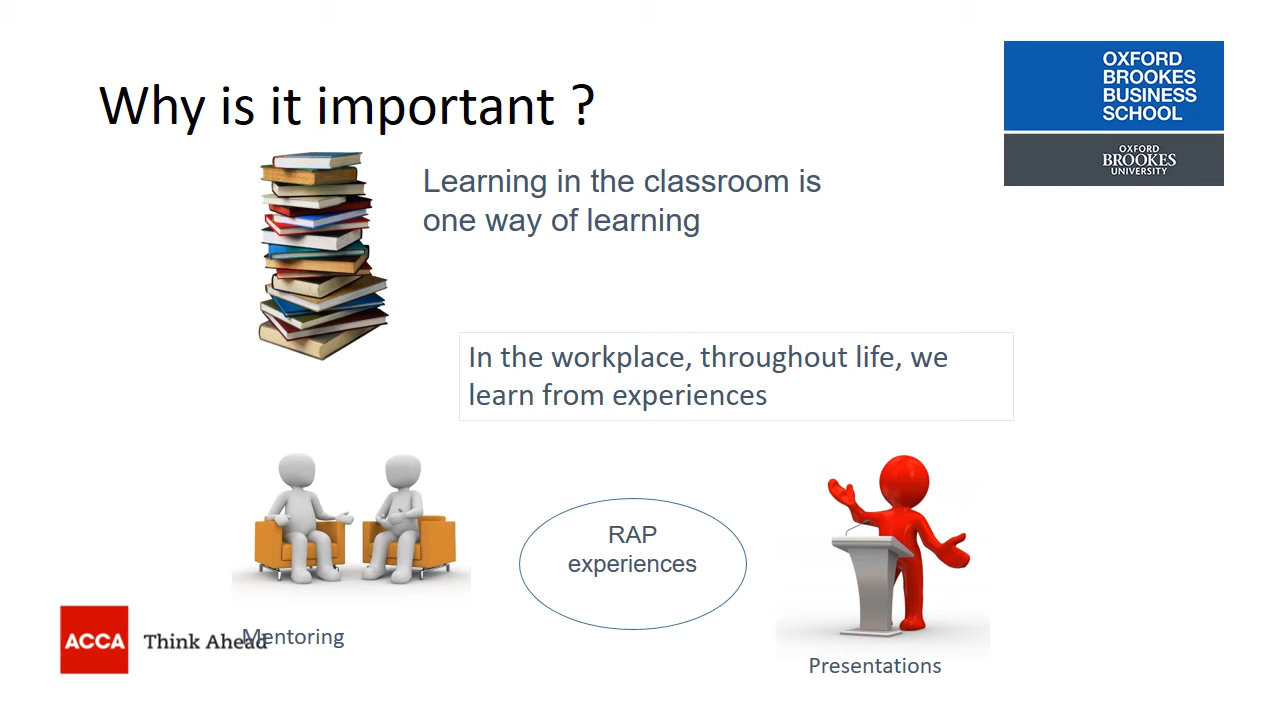 Why is it important ?
OXFORD
BROOKES
BUSINESS
SCHOOL
OXFORD
BROOKES
UNIVERSITY
Learning in the classroom is
one way of learning
In the workplace, throughout life, we
learn from experiences
RAP
experiences
ACCA
Think Ahead
Mentoring
Presentations